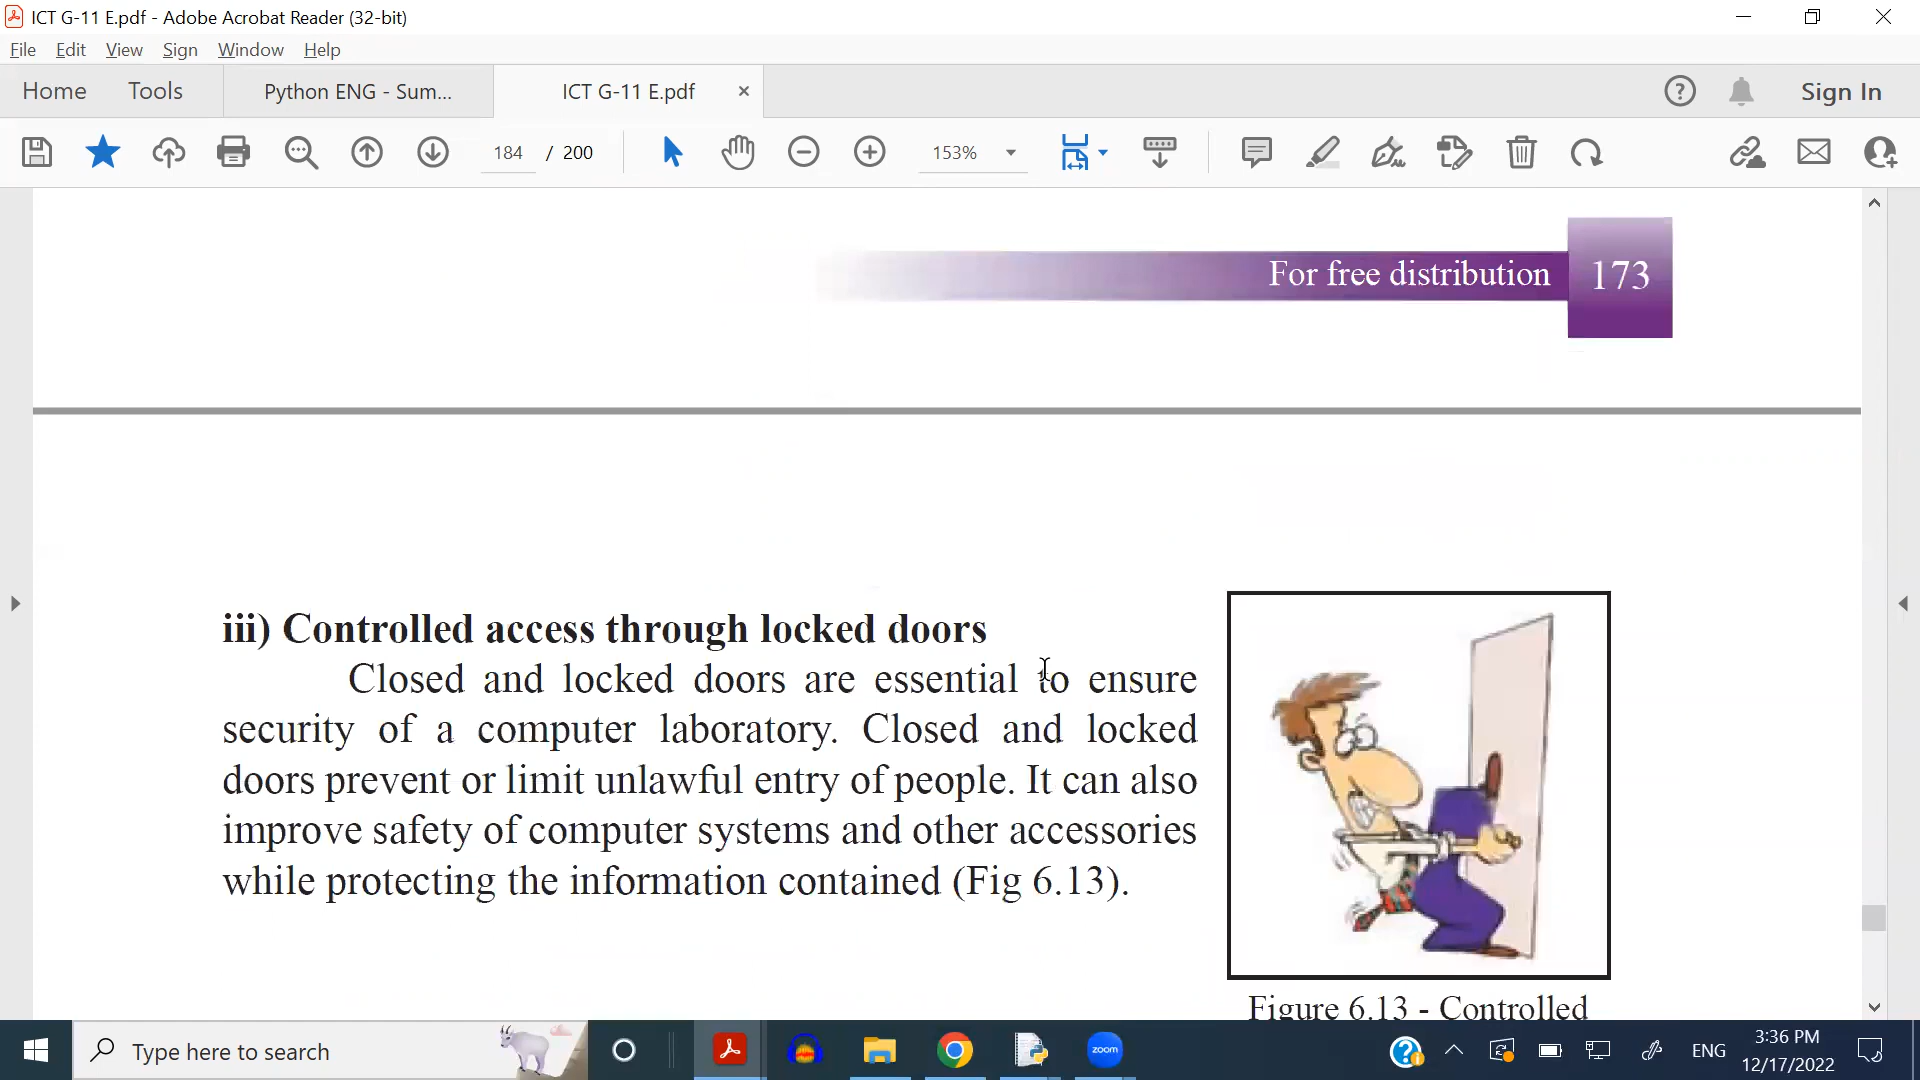 ICT G-11 E.pdf - Adobe Acrobat Reader (32-bit)
File Edit View Sign Window Help
Home Tools Python ENG - Sum... ICT G-11 E.pdf × Sign In
184 / 200 153%
For free distribution 173
iii) Controlled access through locked doors
Closed and locked doors are essential to ensure
security of a computer laboratory. Closed and locked
doors prevent or limit unlawful entry of people. It can also
improve safety of computer systems and other accessories
while protecting the information contained (Fig 6.13).
Figure 6.13 - Controlled
Type here to search
zoom
ENG
3:36 PM
12/17/2022